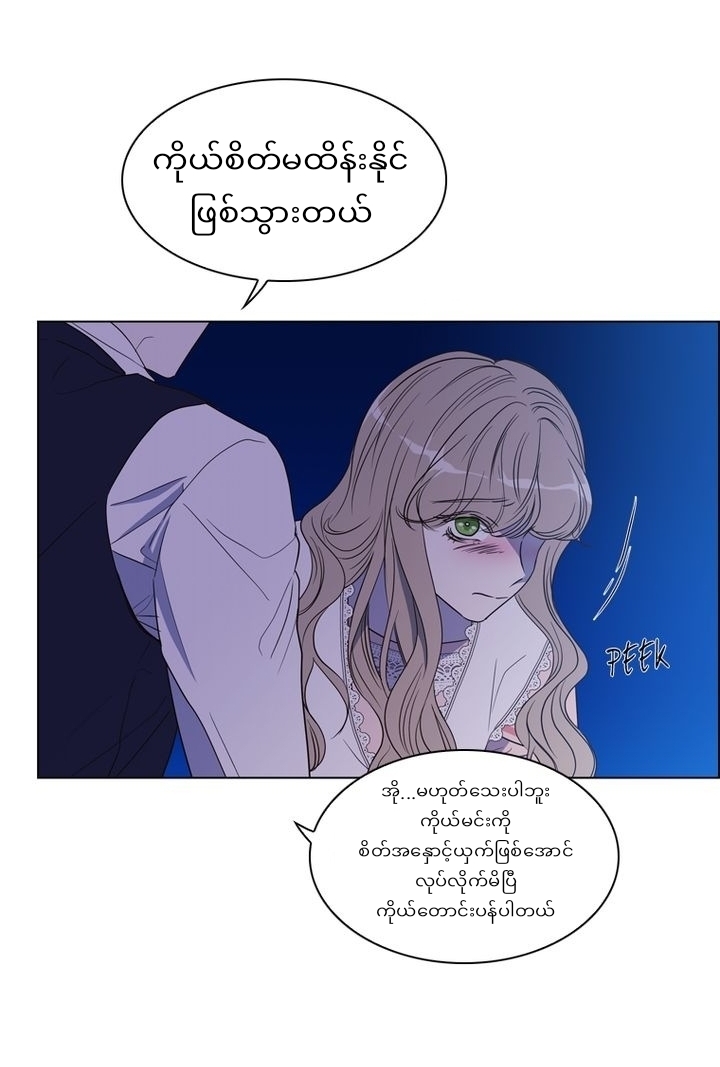 ကိုယ်စိတ်မထိန်းနိုင်
ဖြစ်သွားတယ်
PEEK
အို...မဟုတ်သေးပါဘူး
ကိုယ်မင်းကို
စိတ်အနှောင့်ယှက်ဖြစ်အောင်
လုပ်လိုက်မိပြီ
ကိုယ်တောင်းပန်ပါတယ်